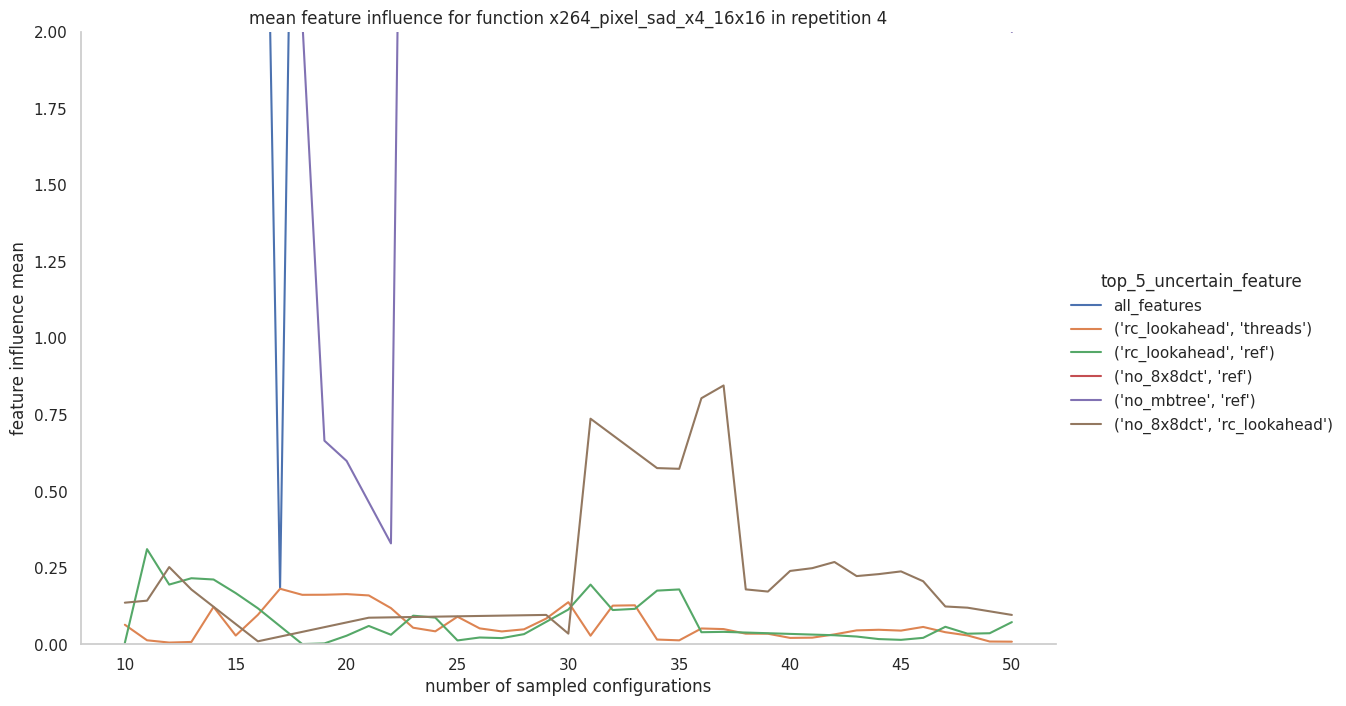 mean feature influence for function x264_pixel_sad_x4_16x16 in repetition 4
2.00
1.75
1.50
1.25
1.00
0.75
0.50
0.25
0.00
feature influence mean
10 15 20 25 30 35 40 45 50
number of sampled configurations
top_5_uncertain_feature
all_features
('rc_lookahead', 'threads')
('rc_lookahead', 'ref')
('no_8x8dct', 'ref')
('no_mbtree', 'ref')
('no_8x8dct', 'rc_lookahead')